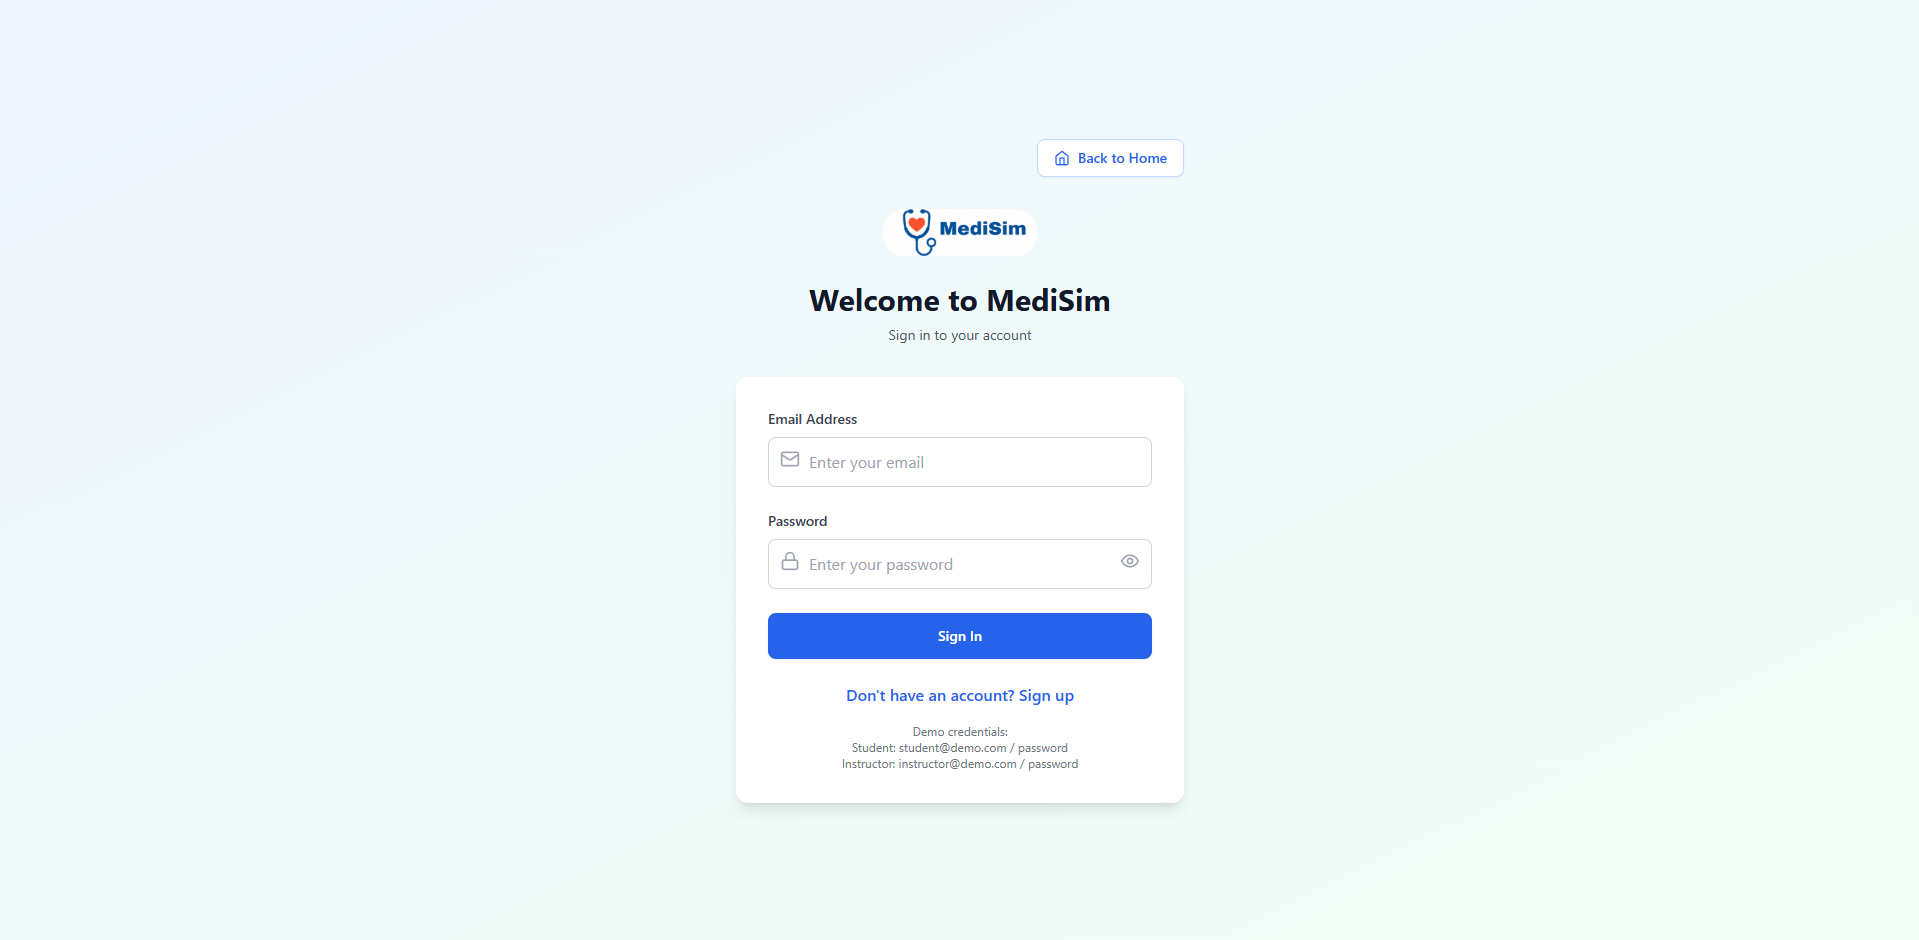 Back to Home
MediSim
Welcome to MediSim
Sign in to your account
Email Address
Enter your email
Password
Enter your password
Sign In
Don't have an account? Sign up
Demo credentials:
Student: student@demo.com / password
Instructor: instructor@demo.com / password